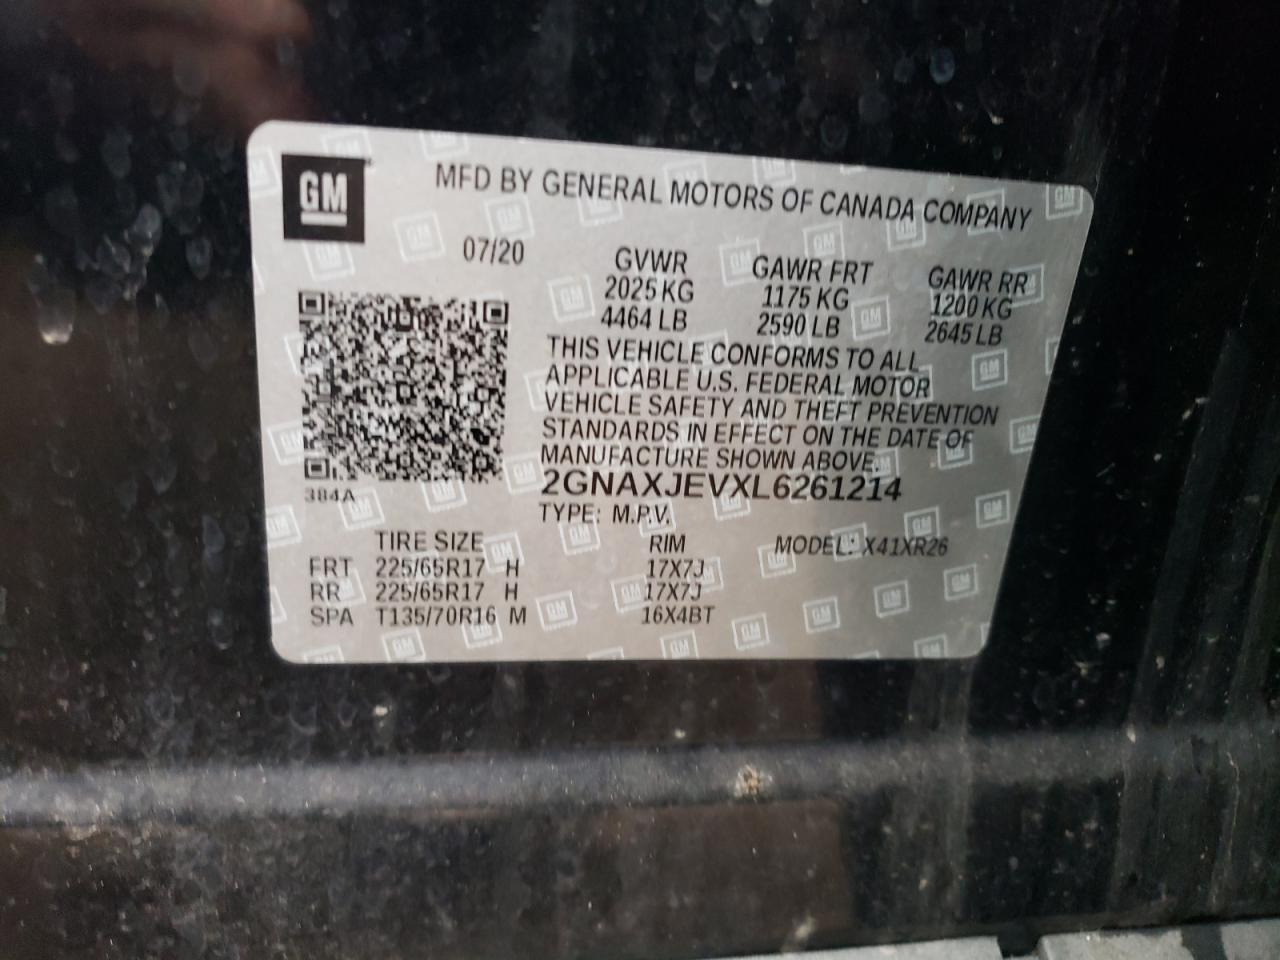 GM
MFD BY GENERAL MOTORS OF CANADA COMPANY
07/20
GVWR GAWR FRT GAWR RR
2025 KG 1175 KG 1200 KG
4464 LB 2590 LB 2645 LB
THIS VEHICLE CONFORMS TO ALL
APPLICABLE U.S. FEDERAL MOTOR
VEHICLE SAFETY AND THEFT PREVENTION
STANDARDS IN EFFECT ON THE DATE OF
MANUFACTURE SHOWN ABOVE.
384A
2GNAXJEVXL6261214
TYPE: M.P.V.
TIRE SIZE RIM MODEL: X41XR26
FRT 225/65R17 H 17X7J
RR 225/65R17 H 17X7J
SPA T135/70R16 M 16X4BT